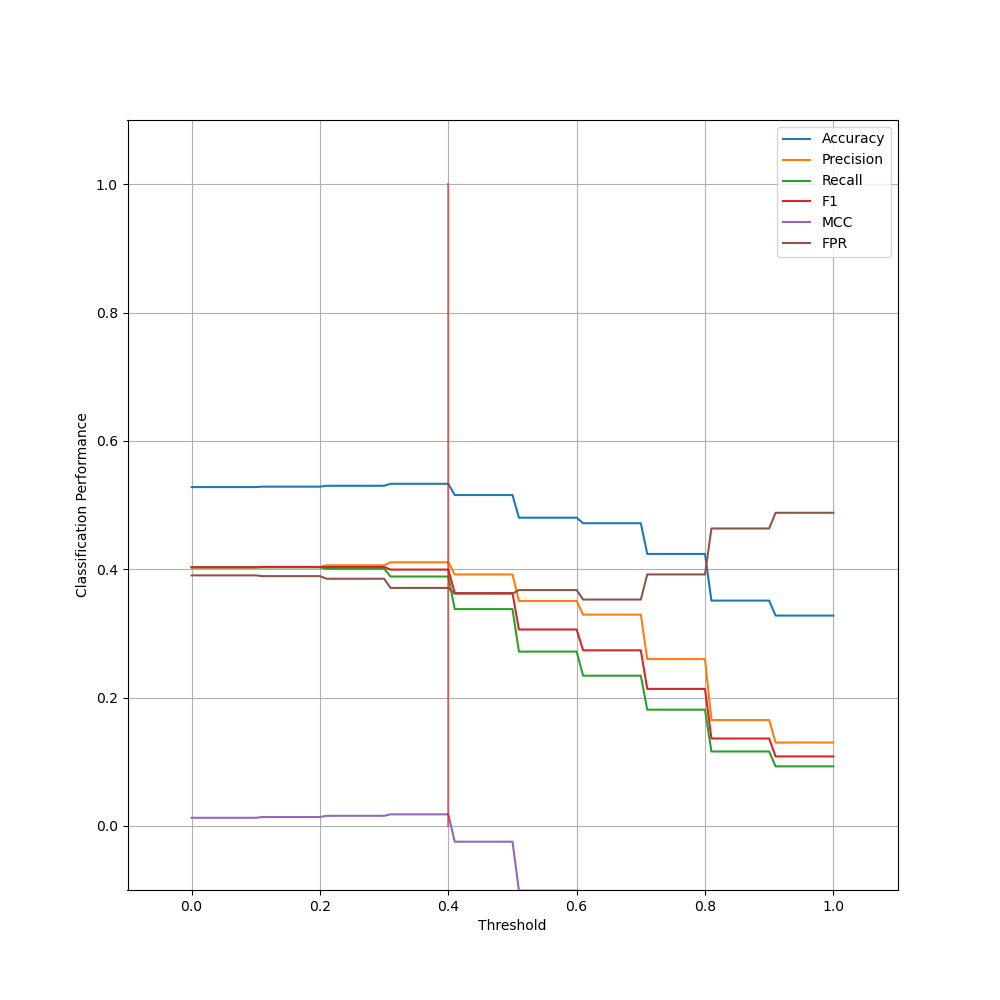 Accuracy
Precision
Recall
F1
MCC
FPR
1.0
0.8
0.6
0.4
0.2
0.0
Classification Performance
0.0 0.2 0.4 0.6 0.8 1.0
Threshold